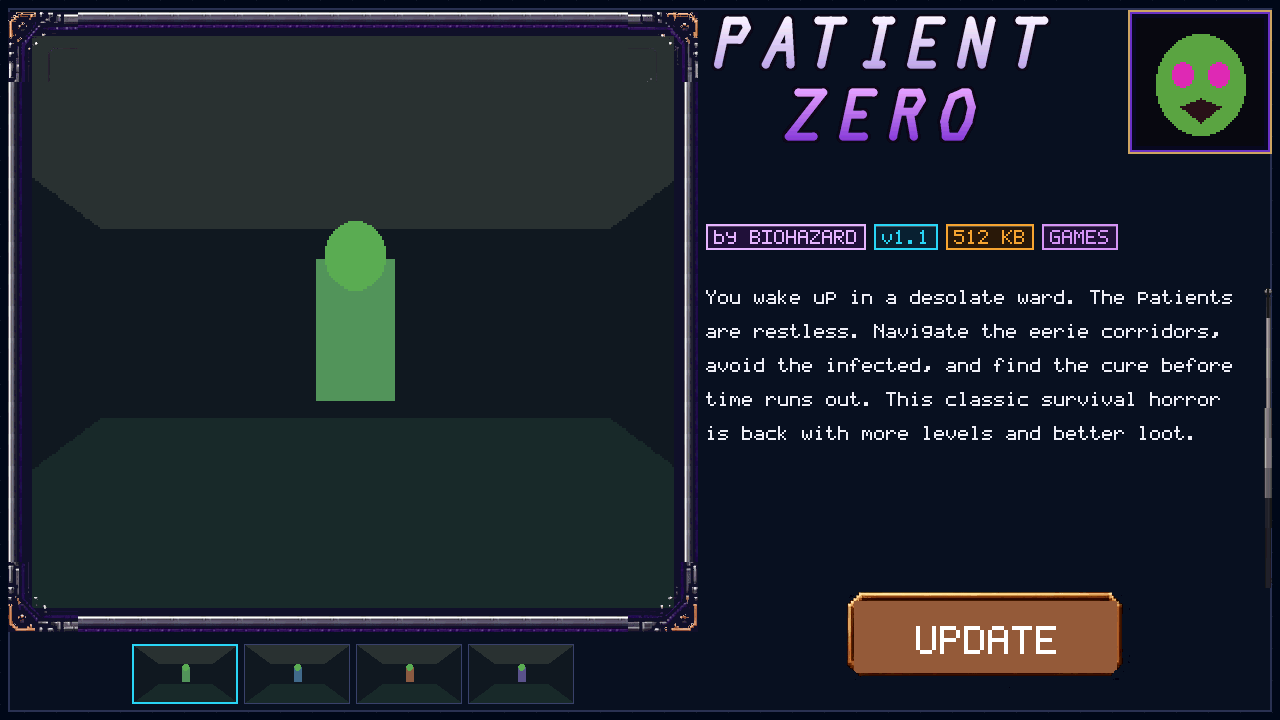 PATIENT
ZERO
by BIOHAZARD v1.1 512 KB GAMES
You wake up in a desolate ward. The patients
are restless. Navigate the eerie corridors,
avoid the infected, and find the cure before
time runs out. This classic survival horror
is back with more levels and better loot.
UPDATE